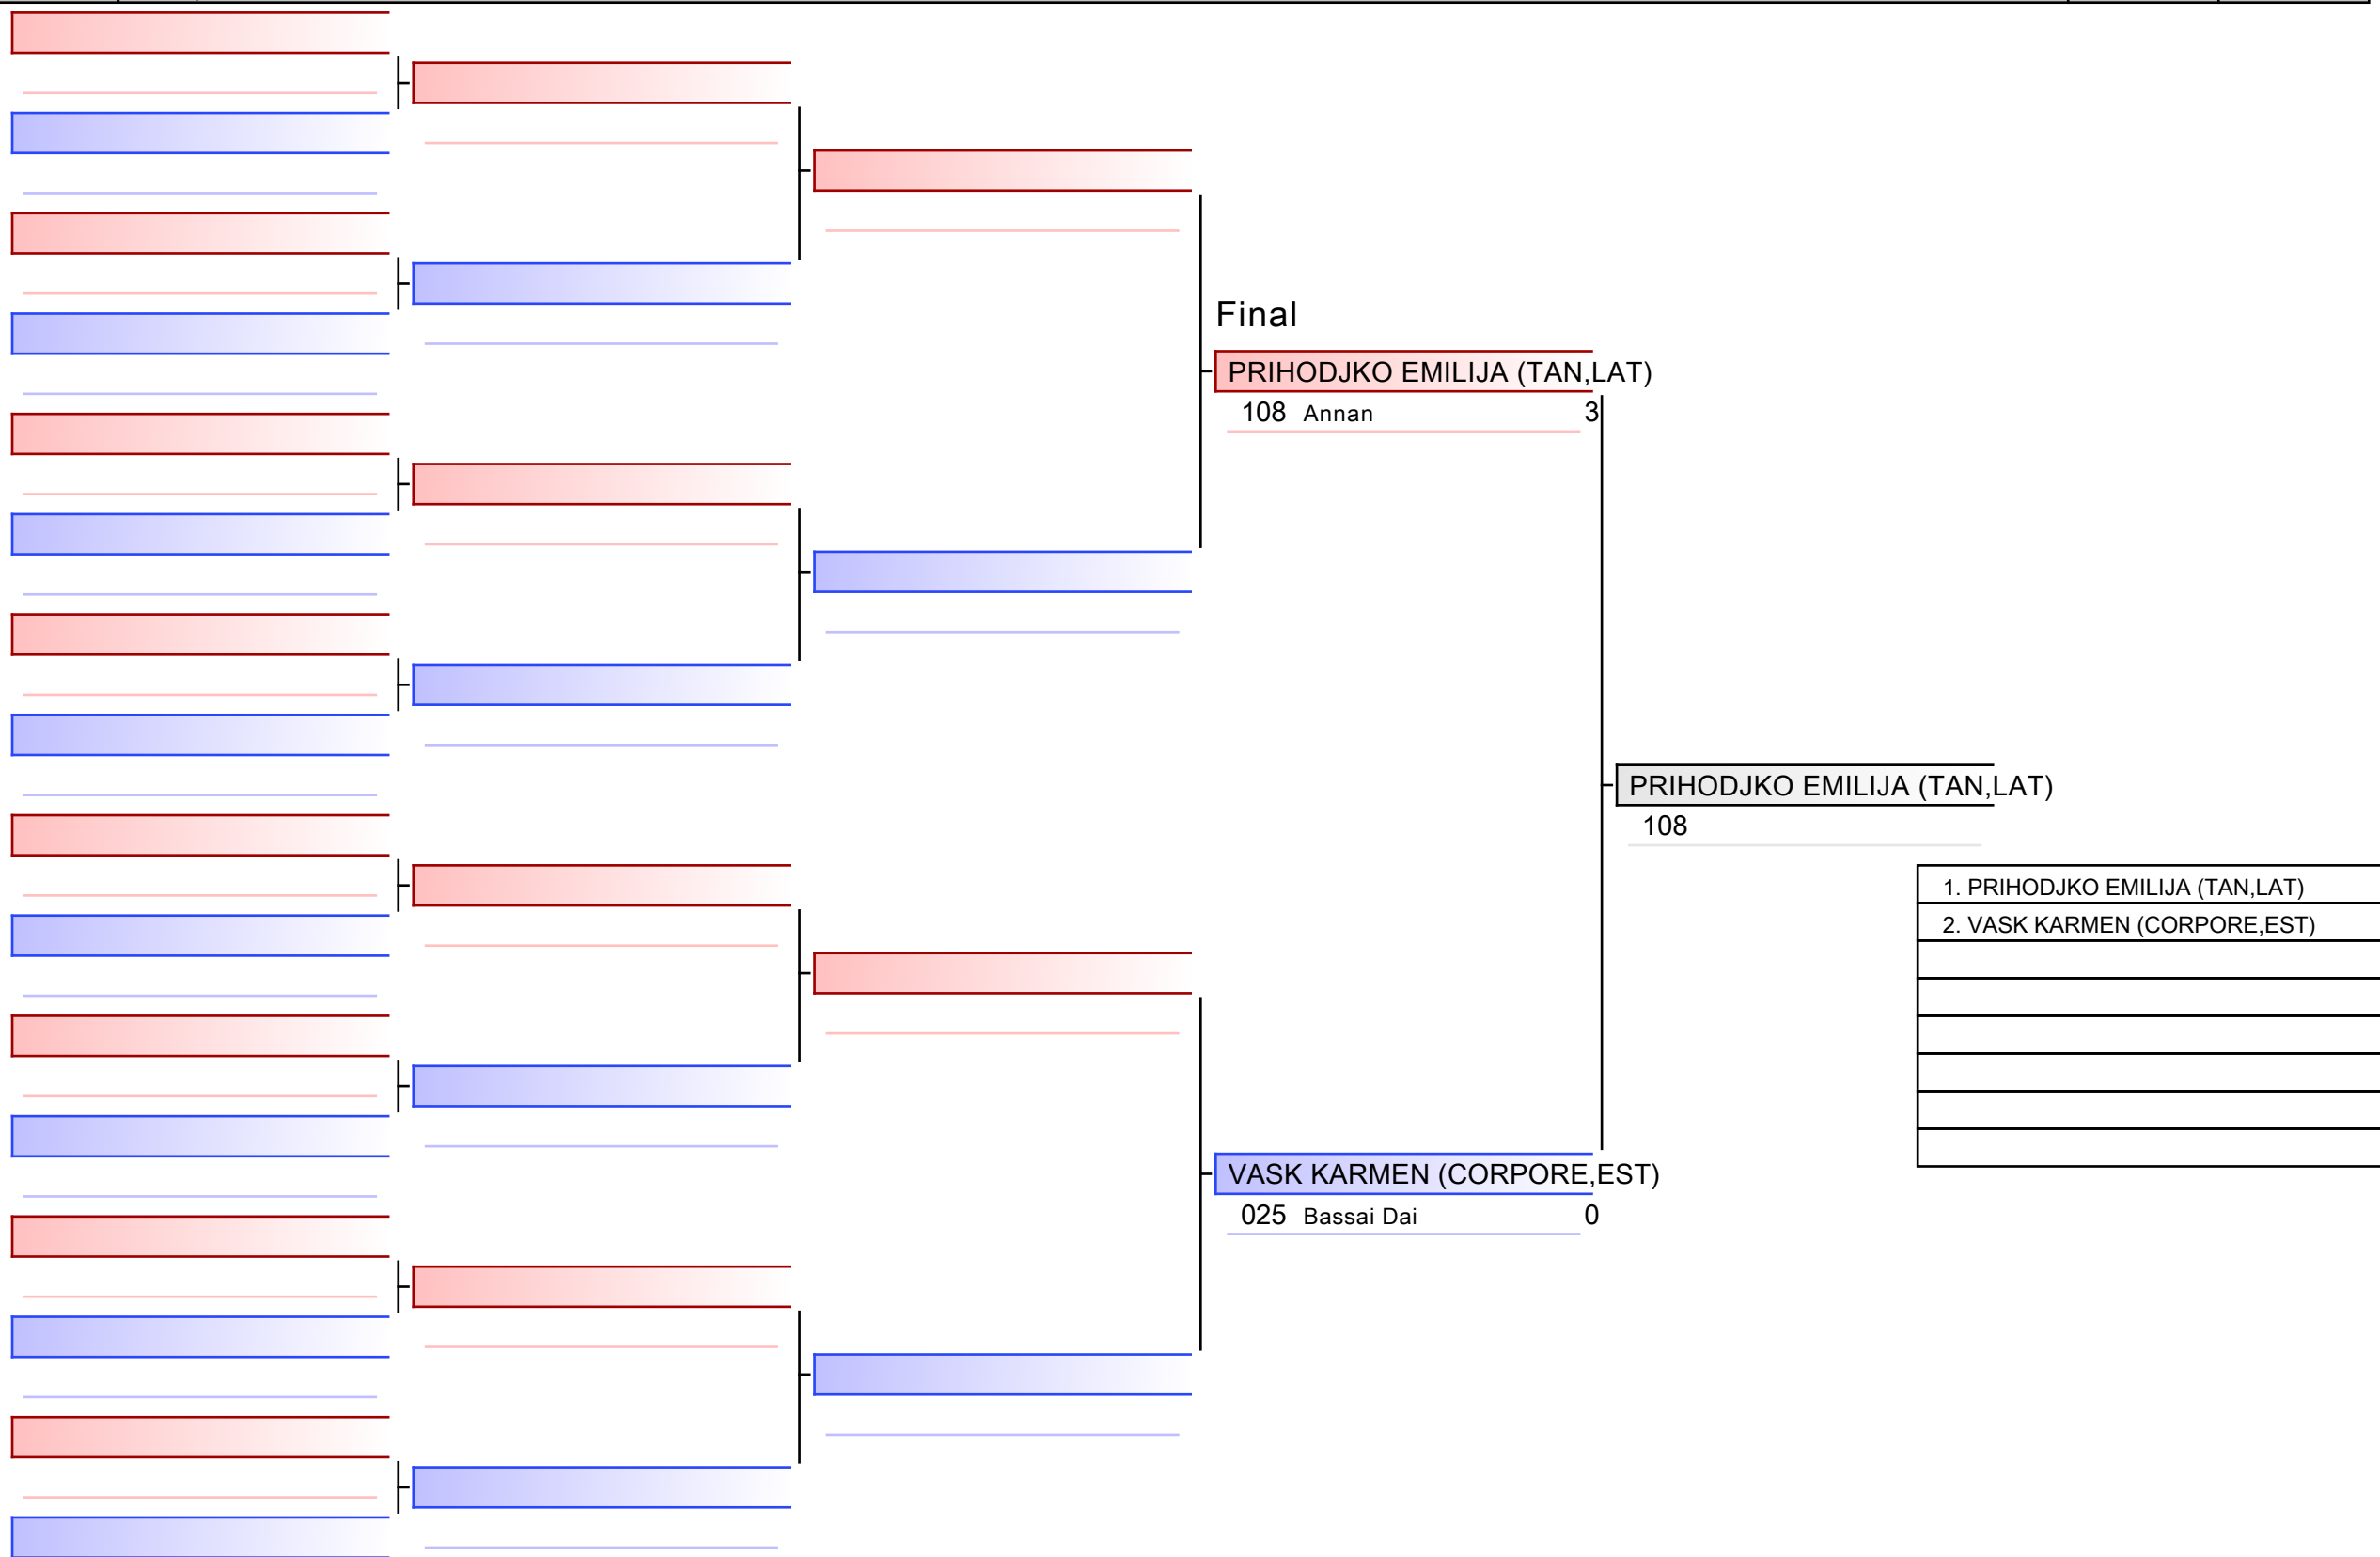 Final
PRIHODJKO EMILIJA (TAN,LAT)
108 Annan 3
PRIHODJKO EMILIJA (TAN,LAT)
108
1. PRIHODJKO EMILIJA (TAN,LAT)
2. VASK KARMEN (CORPORE,EST)
VASK KARMEN (CORPORE,EST)
025 Bassai Dai 0